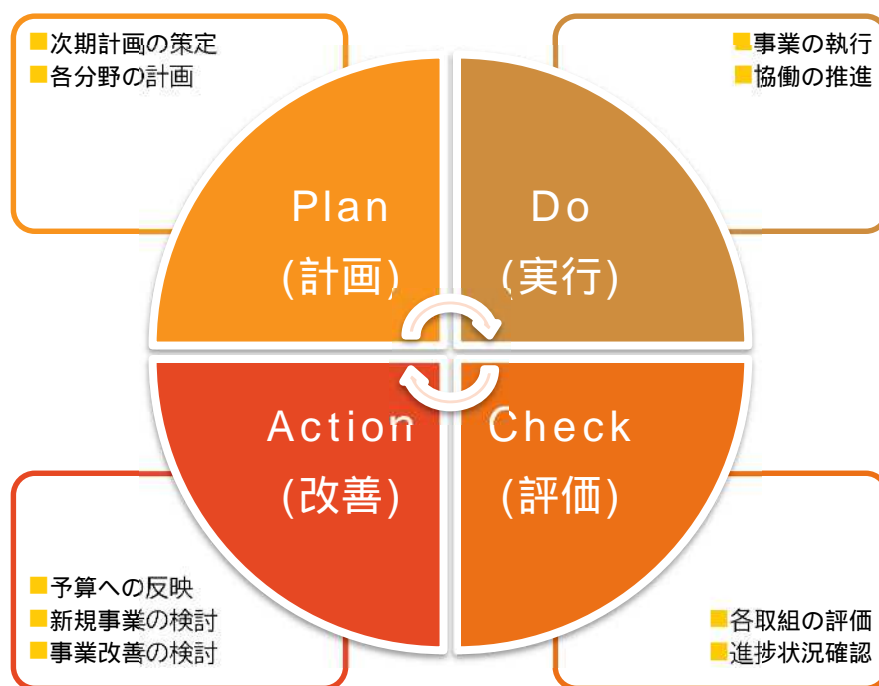 ■次期計画の策定
■各分野の計画
■事業の執行
■協働の推進
Plan
(計画)
Do
(実行)
Action
(改善)
Check
(評価)
■予算への反映
■新規事業の検討
■事業改善の検討
■各取組の評価
■進捗状況確認